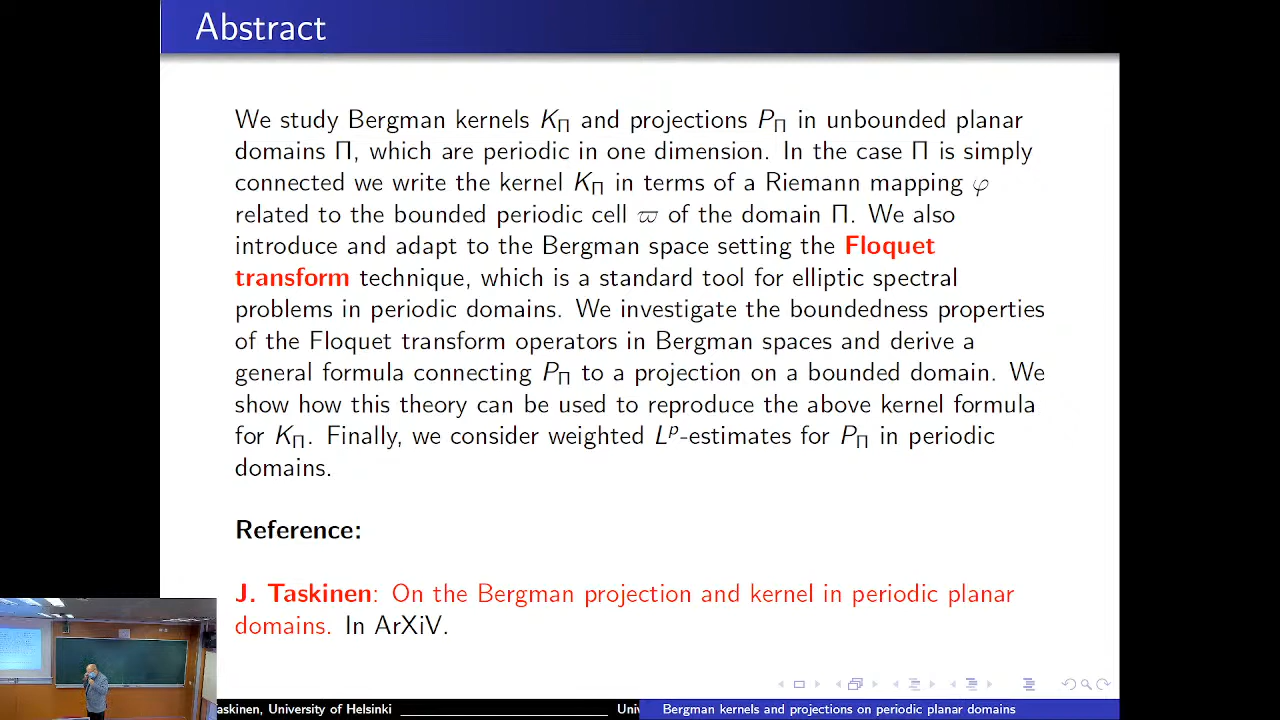 Abstract
We study Bergman kernels K_Π and projections P_Π in unbounded planar
domains Π, which are periodic in one dimension. In the case Π is simply
connected we write the kernel K_Π in terms of a Riemann mapping φ
related to the bounded periodic cell ϖ of the domain Π. We also
introduce and adapt to the Bergman space setting the Floquet
transform technique, which is a standard tool for elliptic spectral
problems in periodic domains. We investigate the boundedness properties
of the Floquet transform operators in Bergman spaces and derive a
general formula connecting P_Π to a projection on a bounded domain. We
show how this theory can be used to reproduce the above kernel formula
for K_Π. Finally, we consider weighted L^p-estimates for P_Π in periodic
domains.
Reference:
J. Taskinen: On the Bergman projection and kernel in periodic planar
domains. In ArXiV.
askinen, University of Helsinki
Univ
Bergman kernels and projections on periodic planar domains